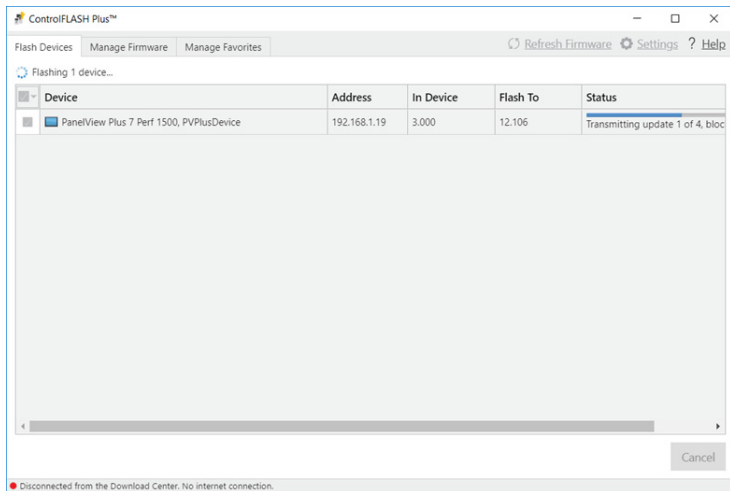 ControlFLASH Plus™
Flash Devices Manage Firmware Manage Favorites Refresh Firmware Settings ? Help
Flashing 1 device...
Device Address In Device Flash To Status
PanelView Plus 7 Perf 1500, PVPlusDevice 192.168.1.19 3.000 12.106 Transmitting update 1 of 4, bloc
Cancel
Disconnected from the Download Center. No internet connection.